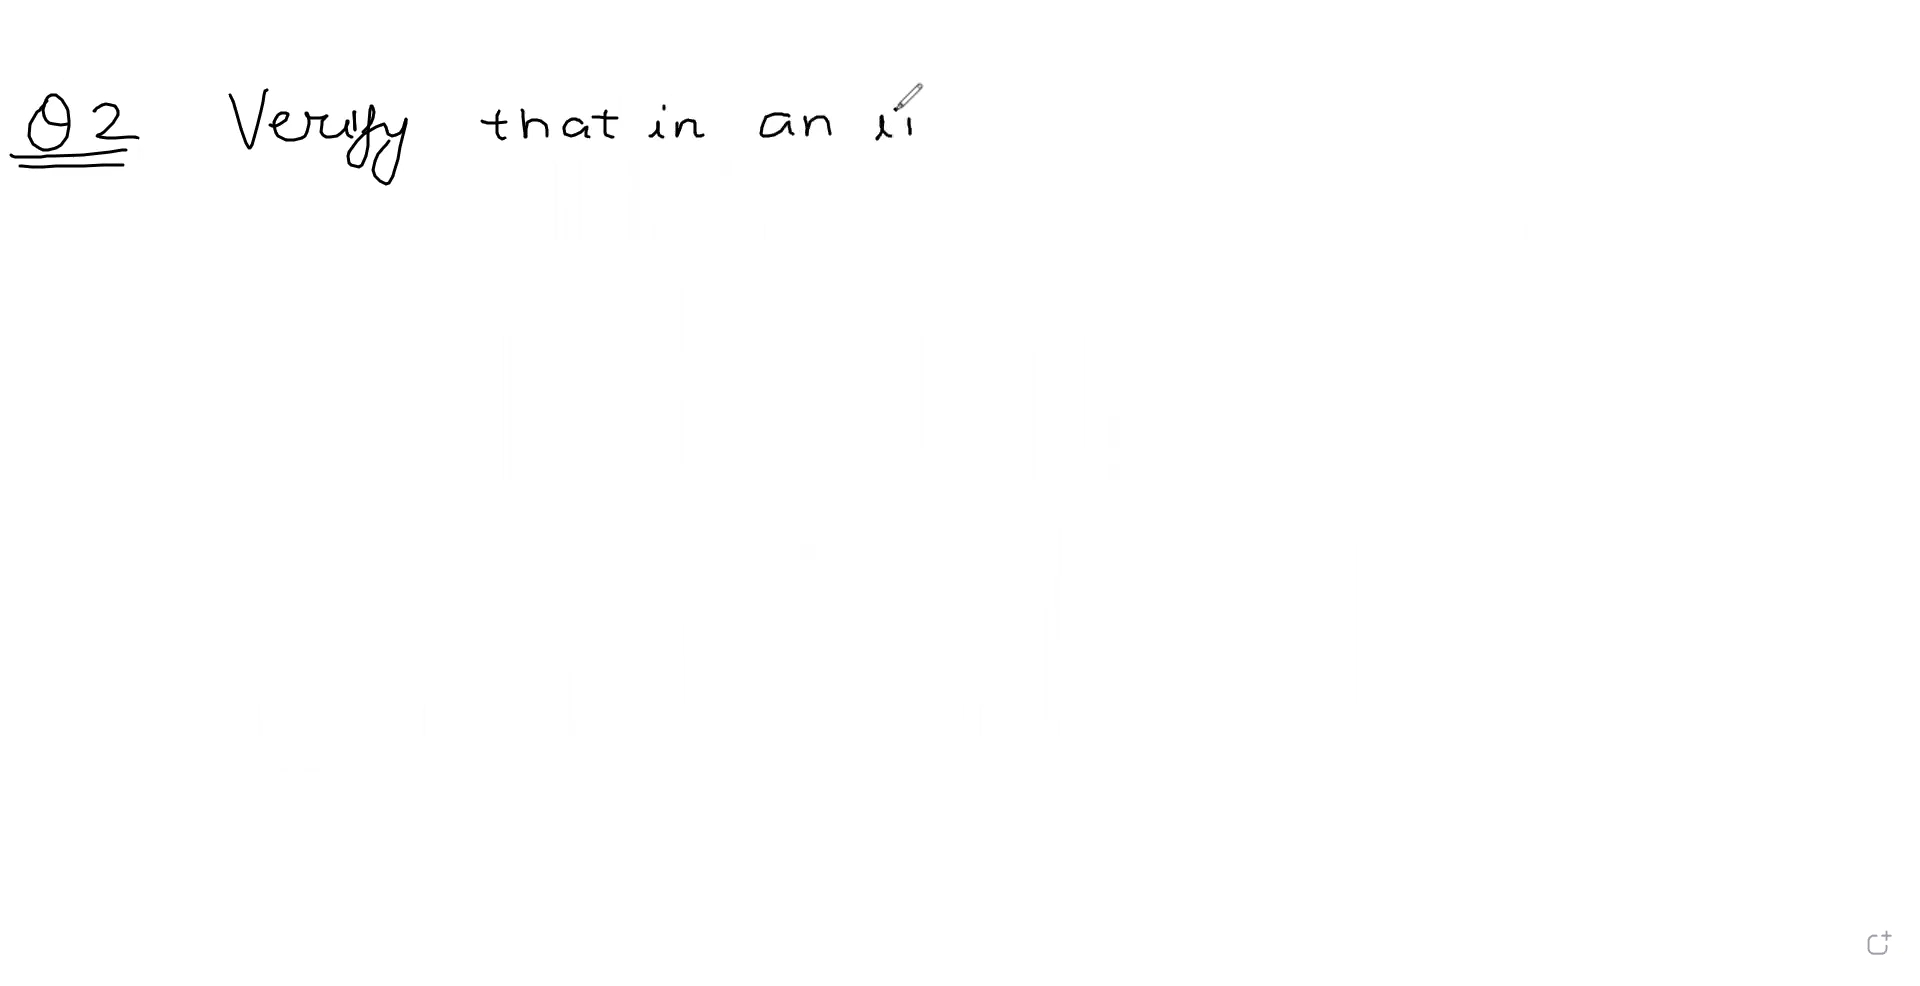 Q2 Verify that in an